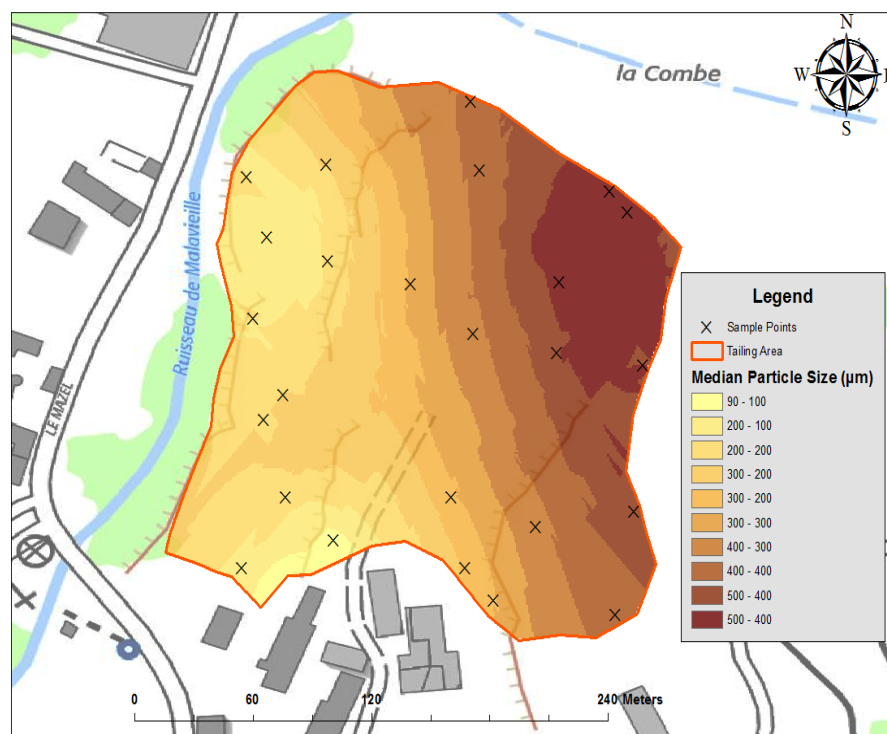 N
la Combe
W
E
S
Ruisseau de Malavieille
LE MAZEL
Legend
Sample Points
Tailing Area
Median Particle Size (µm)
90 - 100
200 - 100
200 - 200
300 - 200
300 - 200
300 - 300
400 - 300
400 - 400
500 - 400
500 - 400
0 60 120 240 Meters